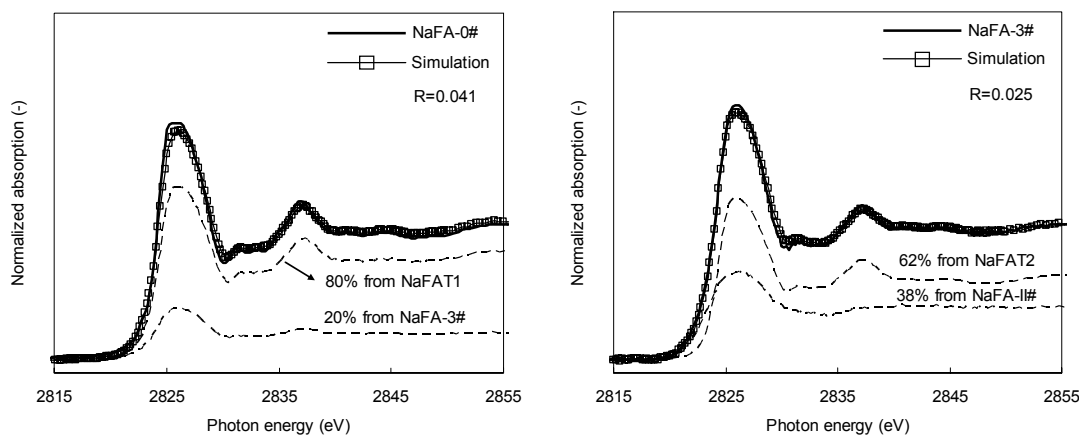 NaFA-0#
Simulation
R=0.041
Normalized absorption (-)
80% from NaFAT1
20% from NaFA-3#
2815 2825 2835 2845 2855
Photon energy (eV)
NaFA-3#
Simulation
R=0.025
Normalized absorption (-)
62% from NaFAT2
38% from NaFA-II#
2815 2825 2835 2845 2855
Photon energy (eV)